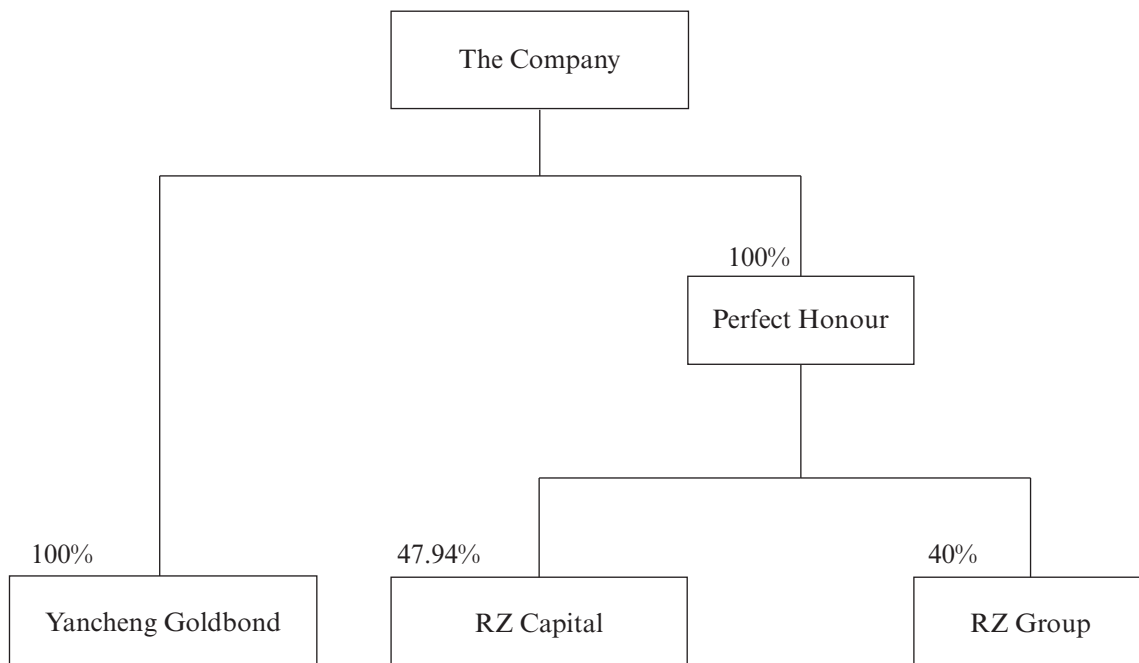 The Company
100%
Perfect Honour
100%
47.94%
40%
Yancheng Goldbond
RZ Capital
RZ Group